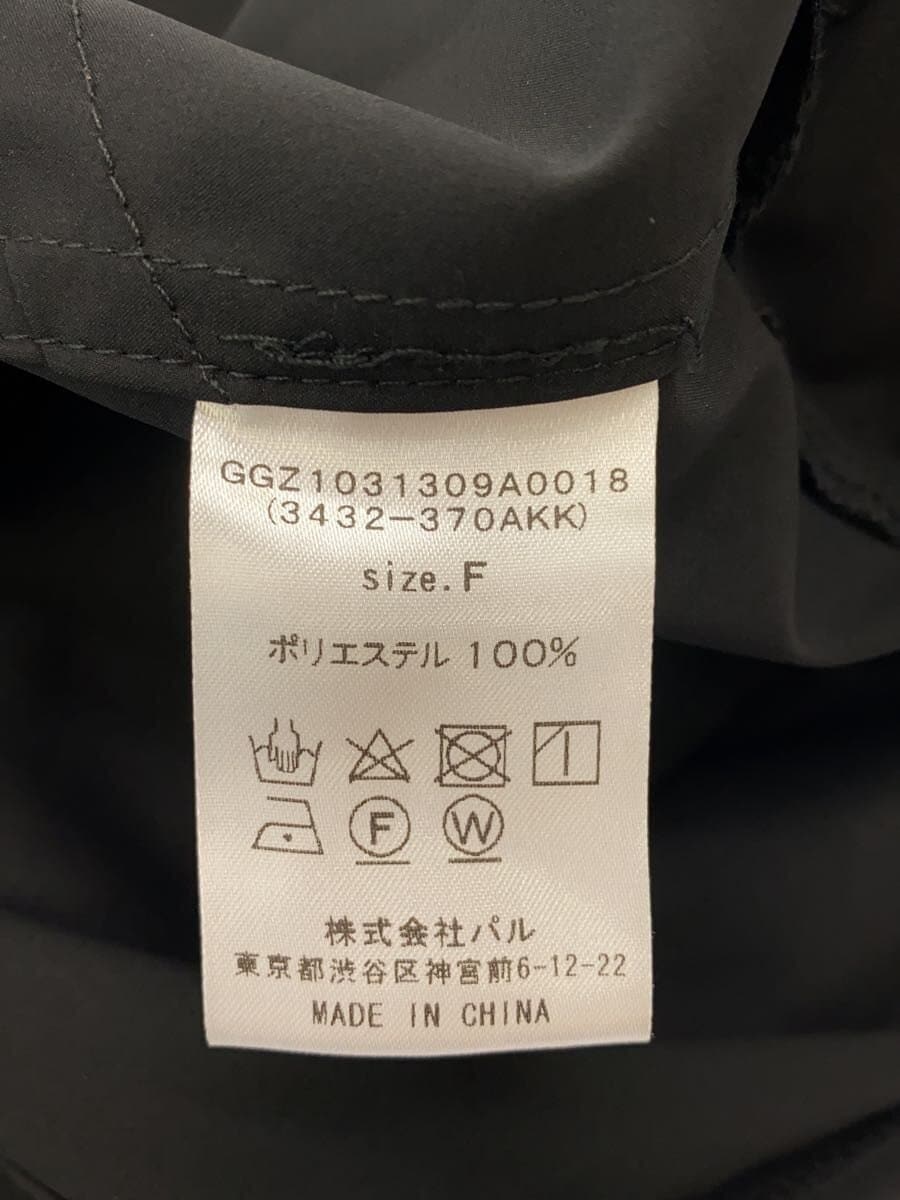 GGZ1031309A0018
(3432-370AKK)
size.F
ポリエステル 100%
F W
株式会社パル
東京都渋谷区神宮前6-12-22
MADE IN CHINA